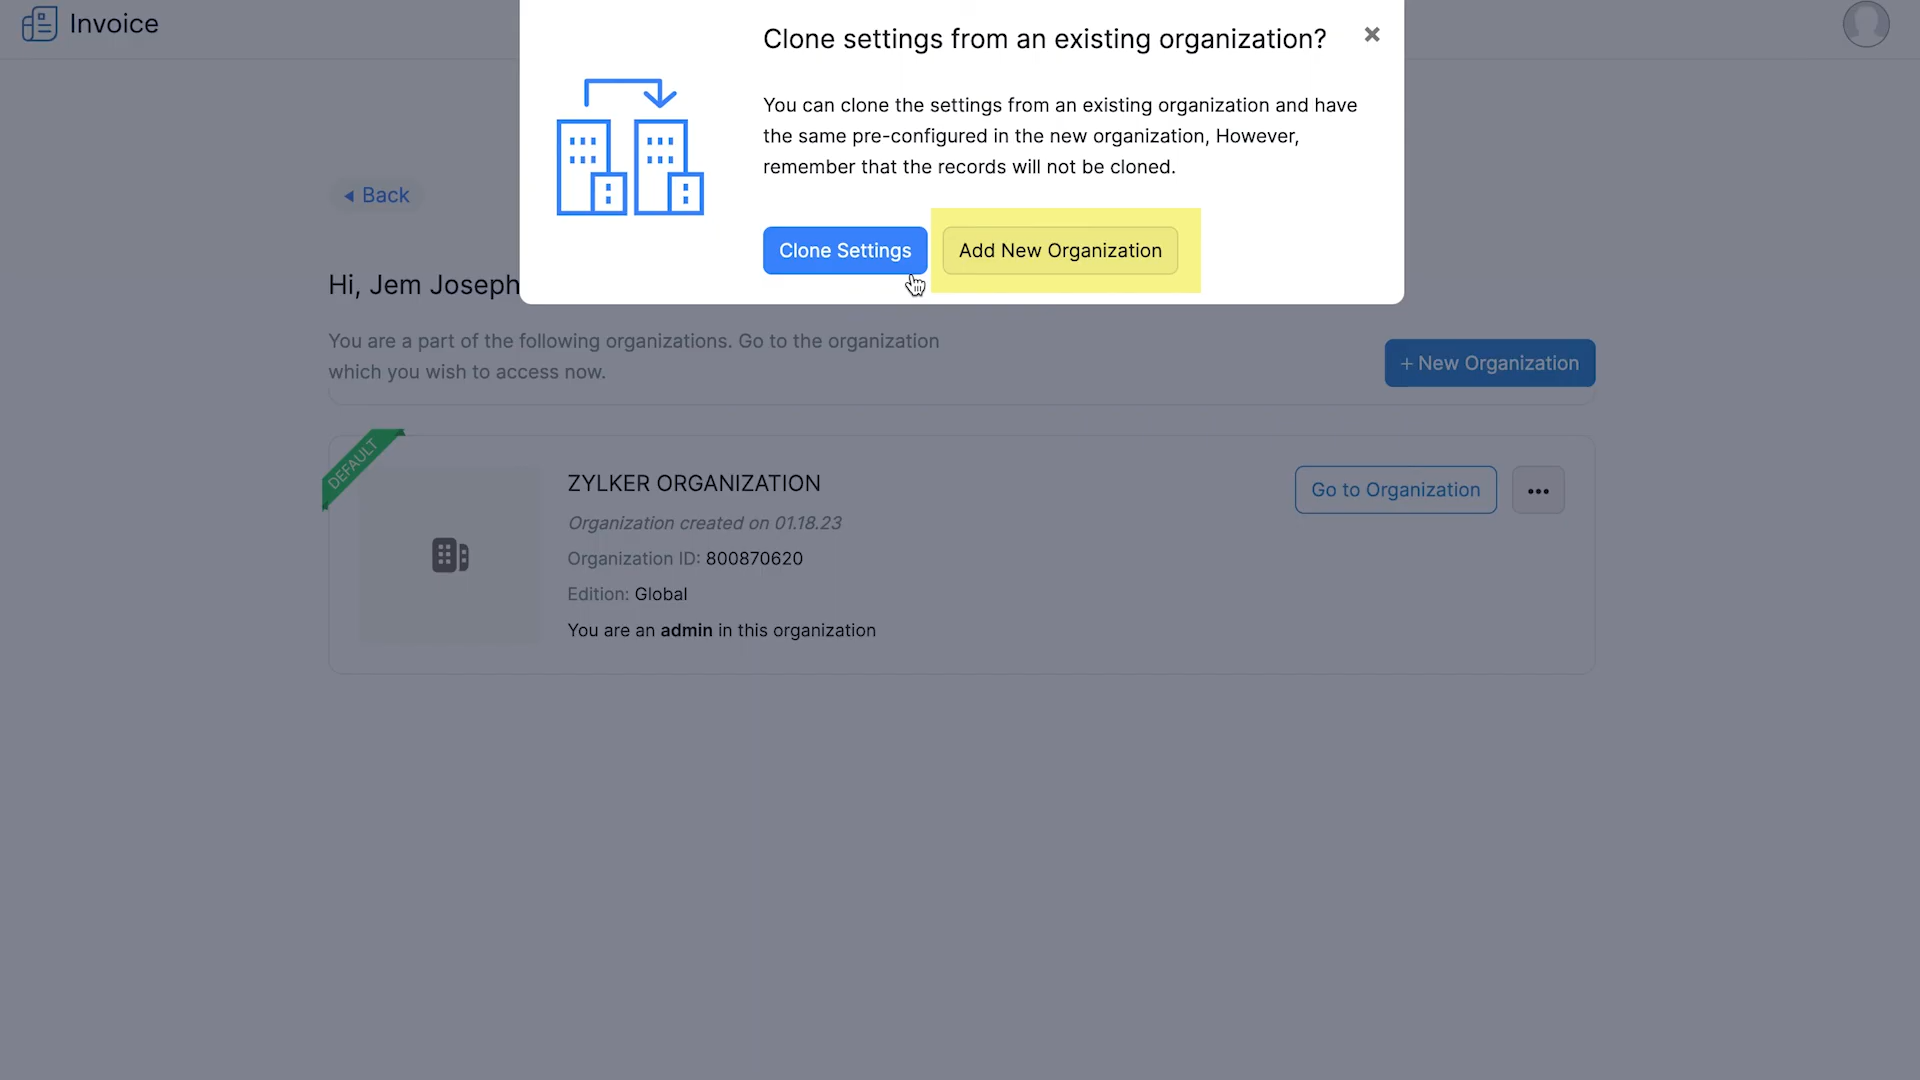 Invoice
Clone settings from an existing organization?
You can clone the settings from an existing organization and have
the same pre-configured in the new organization, However,
remember that the records will not be cloned.
Clone Settings
Add New Organization
Back
Hi, Jem Joseph
You are a part of the following organizations. Go to the organization
which you wish to access now.
+ New Organization
DEFAULT
ZYLKER ORGANIZATION
Go to Organization
Organization created on 01.18.23
Organization ID: 800870620
Edition: Global
You are an admin in this organization